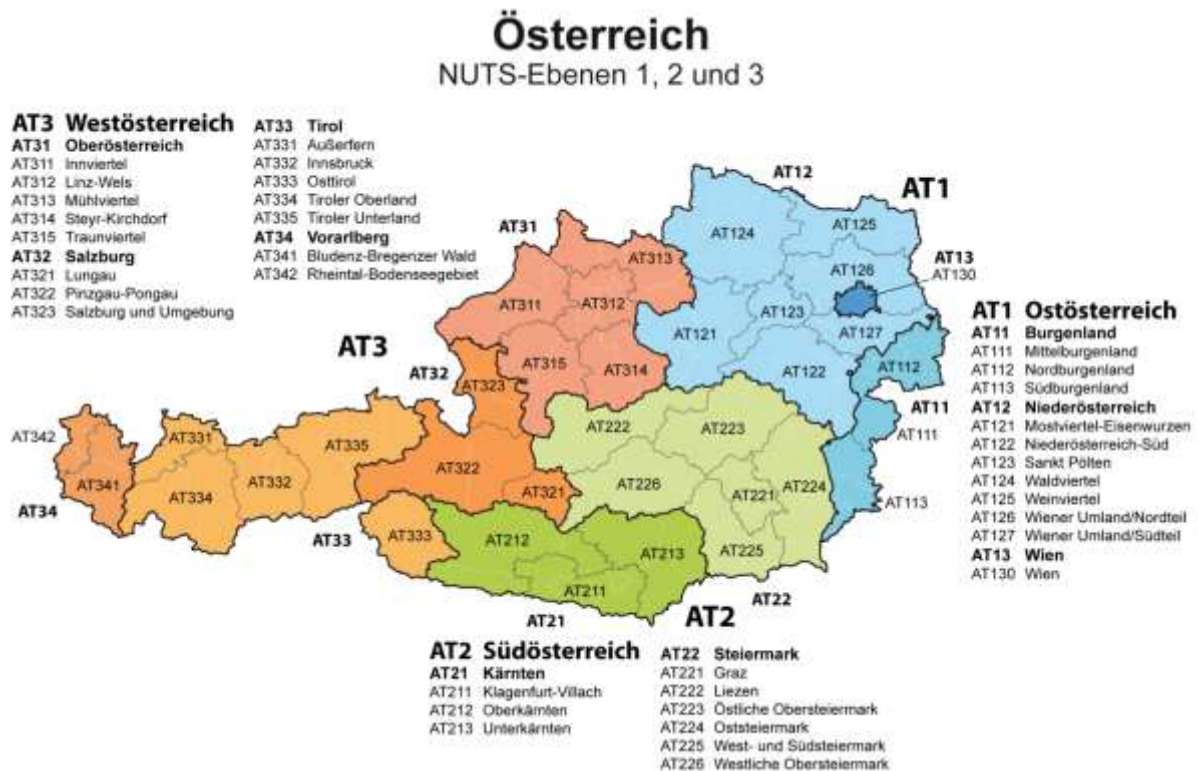 Österreich
NUTS-Ebenen 1, 2 und 3
AT3 Westösterreich
AT31 Oberösterreich
AT311 Innviertel
AT312 Linz-Wels
AT313 Mühlviertel
AT314 Steyr-Kirchdorf
AT315 Traunviertel
AT32 Salzburg
AT321 Lungau
AT322 Pinzgau-Pongau
AT323 Salzburg und Umgebung
AT33 Tirol
AT331 Außerfern
AT332 Innsbruck
AT333 Osttirol
AT334 Tiroler Oberland
AT335 Tiroler Unterland
AT34 Vorarlberg
AT341 Bludenz-Bregenzer Wald
AT342 Rheintal-Bodenseegebiet
AT12
AT1
AT31
AT124
AT125
AT313
AT13
AT130
AT126
AT311
AT312
AT123
AT121
AT127
AT3
AT315
AT314
AT122
AT112
AT32
AT323
AT11
AT111
AT342
AT331
AT335
AT222
AT223
AT322
AT341
AT334
AT332
AT321
AT226
AT221
AT224
AT113
AT34
AT33
AT333
AT212
AT213
AT225
AT211
AT22
AT21
AT2
AT1 Ostösterreich
AT11 Burgenland
AT111 Mittelburgenland
AT112 Nordburgenland
AT113 Südburgenland
AT12 Niederösterreich
AT121 Mostviertel-Eisenwurzen
AT122 Niederösterreich-Süd
AT123 Sankt Pölten
AT124 Waldviertel
AT125 Weinviertel
AT126 Wiener Umland/Nordteil
AT127 Wiener Umland/Südteil
AT13 Wien
AT130 Wien
AT2 Südösterreich
AT21 Kärnten
AT211 Klagenfurt-Villach
AT212 Oberkärnten
AT213 Unterkärnten
AT22 Steiermark
AT221 Graz
AT222 Liezen
AT223 Östliche Obersteiermark
AT224 Oststeiermark
AT225 West- und Südsteiermark
AT226 Westliche Obersteiermark